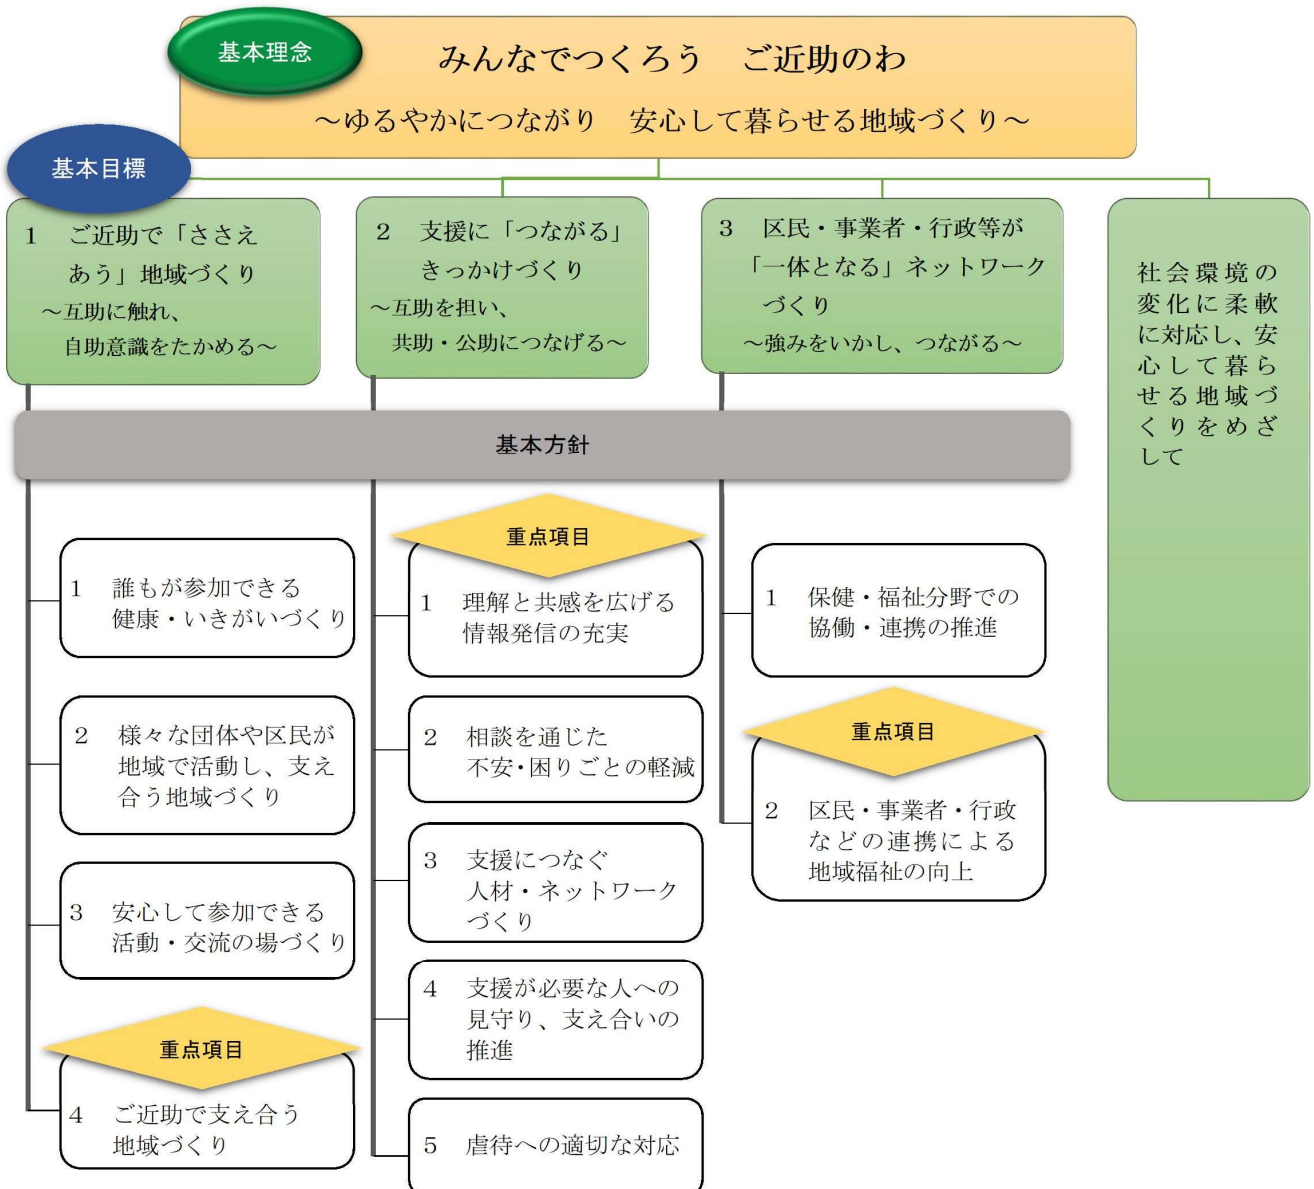 基本理念
みんなでつくろう　ご近助のわ
～ゆるやかにつながり　安心して暮らせる地域づくり～
基本目標
1　ご近助で「ささえ
あう」地域づくり
～互助に触れ、
自助意識をたかめる～
2　支援に「つながる」
きっかけづくり
～互助を担い、
共助・公助につなげる～
3　区民・事業者・行政等が
「一体となる」ネットワーク
づくり
～強みをいかし、つながる～
社会環境の
変化に柔軟
に対応し、安
心して暮ら
せる地域づ
くりをめざ
して
基本方針
1　誰もが参加できる
健康・いきがいづくり
2　様々な団体や区民が
地域で活動し、支え
合う地域づくり
3　安心して参加できる
活動・交流の場づくり
重点項目
4　ご近助で支え合う
地域づくり
重点項目
1　理解と共感を広げる
情報発信の充実
2　相談を通じた
不安・困りごとの軽減
3　支援につなぐ
人材・ネットワーク
づくり
4　支援が必要な人への
見守り、支え合いの
推進
5　虐待への適切な対応
1　保健・福祉分野での
協働・連携の推進
重点項目
2　区民・事業者・行政
などの連携による
地域福祉の向上